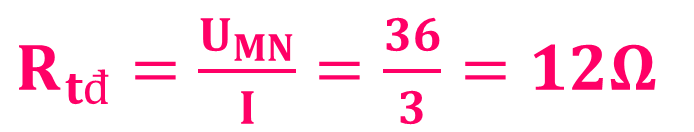 R_tđ = U_MN / I = 36 / 3 = 12Ω